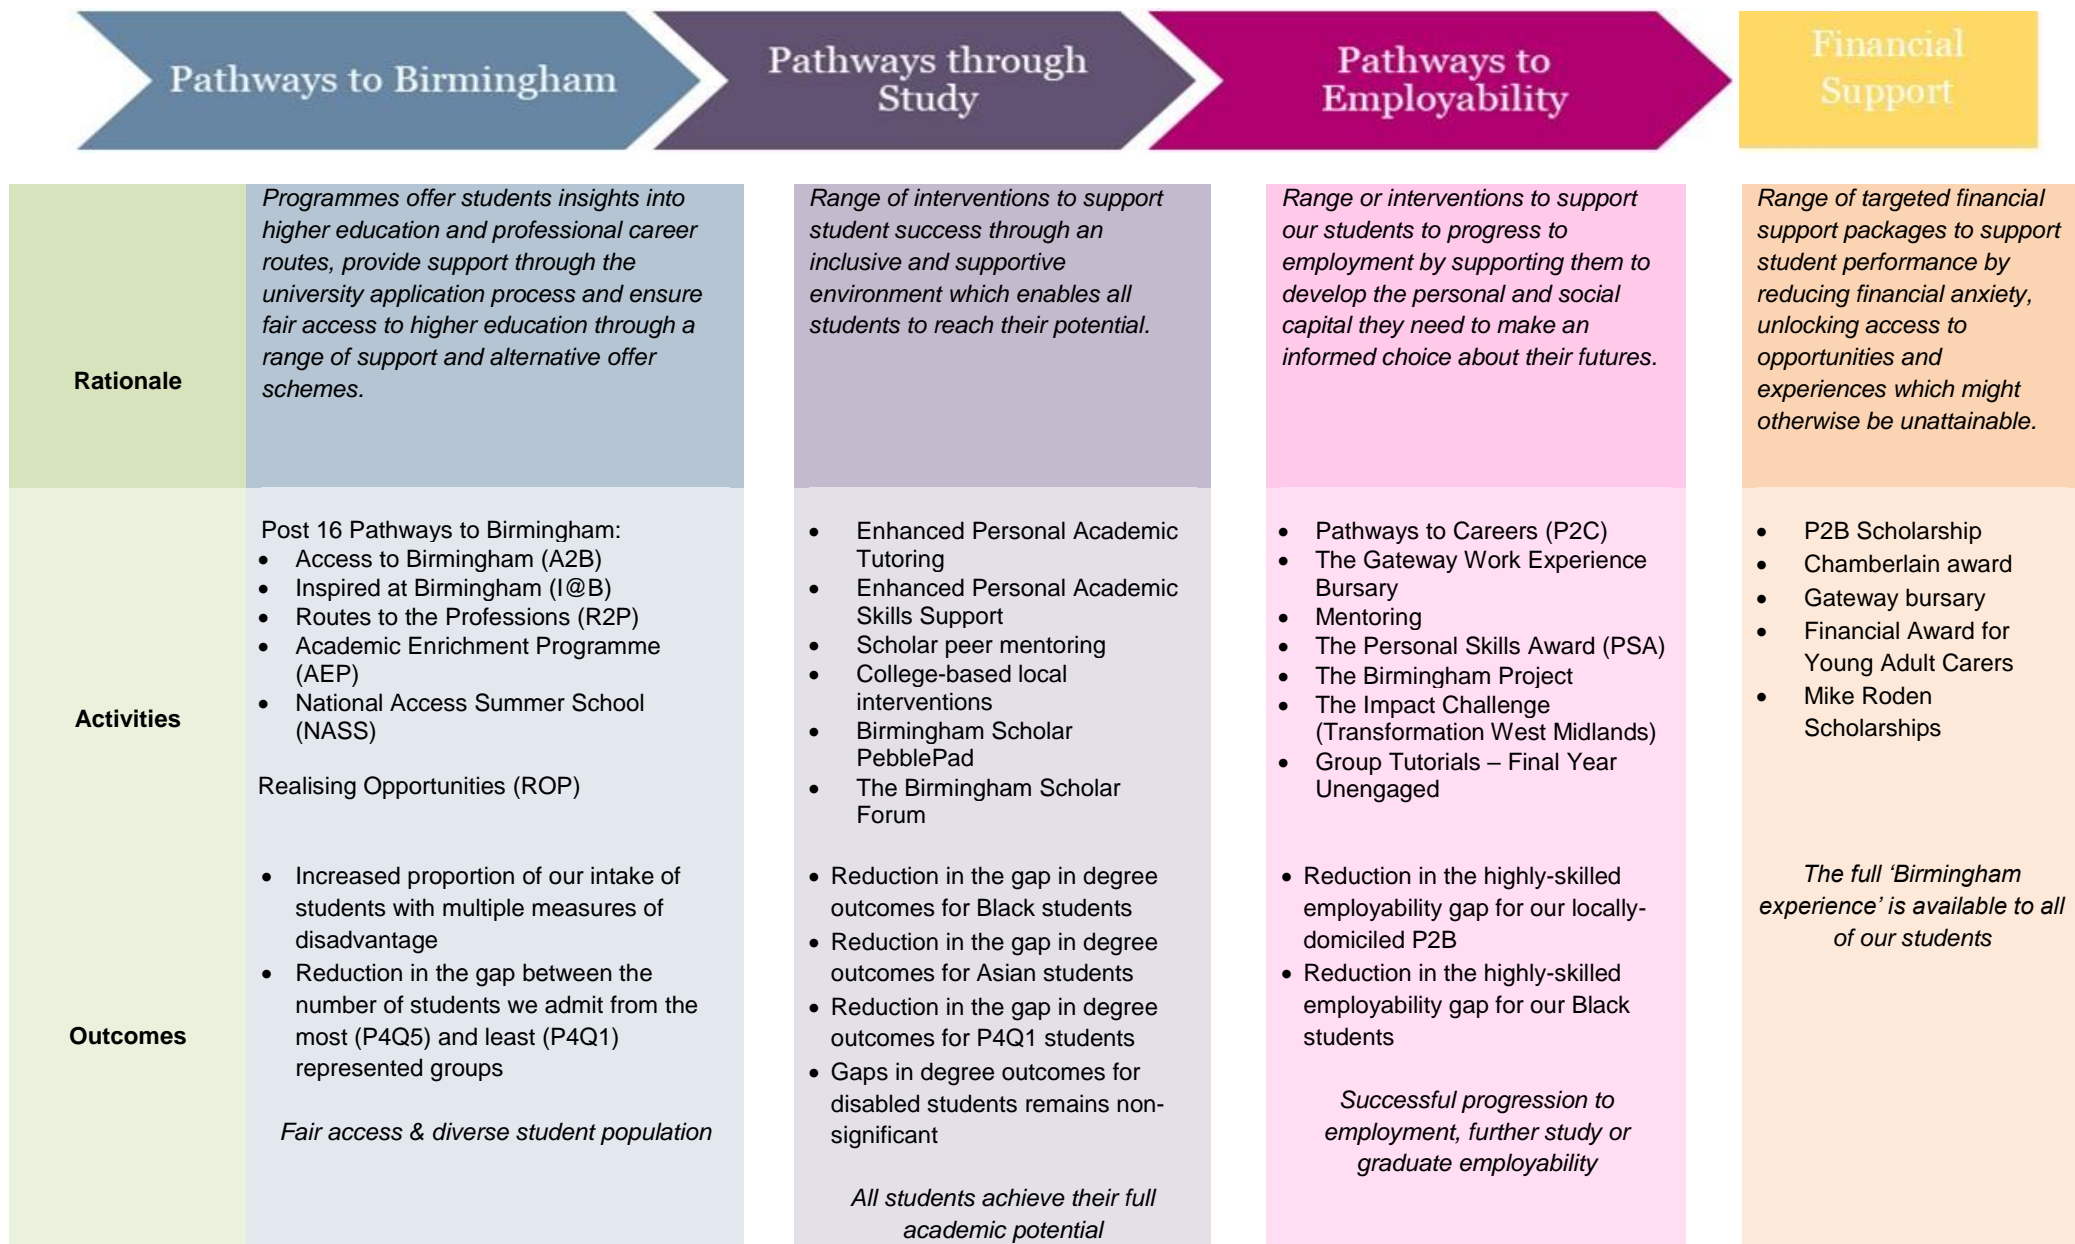 Pathways to Birmingham
Pathways through
Study
Pathways to
Employability
Financial
Support
Rationale
Programmes offer students insights into
higher education and professional career
routes, provide support through the
university application process and ensure
fair access to higher education through a
range of support and alternative offer
schemes.
Range of interventions to support
student success through an
inclusive and supportive
environment which enables all
students to reach their potential.
Range or interventions to support
our students to progress to
employment by supporting them to
develop the personal and social
capital they need to make an
informed choice about their futures.
Range of targeted financial
support packages to support
student performance by
reducing financial anxiety,
unlocking access to
opportunities and
experiences which might
otherwise be unattainable.
Activities
Post 16 Pathways to Birmingham:
• Access to Birmingham (A2B)
• Inspired at Birmingham (I@B)
• Routes to the Professions (R2P)
• Academic Enrichment Programme
(AEP)
• National Access Summer School
(NASS)
Realising Opportunities (ROP)
• Enhanced Personal Academic
Tutoring
• Enhanced Personal Academic
Skills Support
• Scholar peer mentoring
• College-based local
interventions
• Birmingham Scholar
PebblePad
• The Birmingham Scholar
Forum
• Pathways to Careers (P2C)
• The Gateway Work Experience
Bursary
• Mentoring
• The Personal Skills Award (PSA)
• The Birmingham Project
• The Impact Challenge
(Transformation West Midlands)
• Group Tutorials – Final Year
Unengaged
• P2B Scholarship
• Chamberlain award
• Gateway bursary
• Financial Award for
Young Adult Carers
• Mike Roden
Scholarships
Outcomes
• Increased proportion of our intake of
students with multiple measures of
disadvantage
• Reduction in the gap between the
number of students we admit from the
most (P4Q5) and least (P4Q1)
represented groups
Fair access & diverse student population
• Reduction in the gap in degree
outcomes for Black students
• Reduction in the gap in degree
outcomes for Asian students
• Reduction in the gap in degree
outcomes for P4Q1 students
• Gaps in degree outcomes for
disabled students remains non-
significant
All students achieve their full
academic potential
• Reduction in the highly-skilled
employability gap for our locally-
domiciled P2B
• Reduction in the highly-skilled
employability gap for our Black
students
Successful progression to
employment, further study or
graduate employability
The full ‘Birmingham
experience’ is available to all
of our students